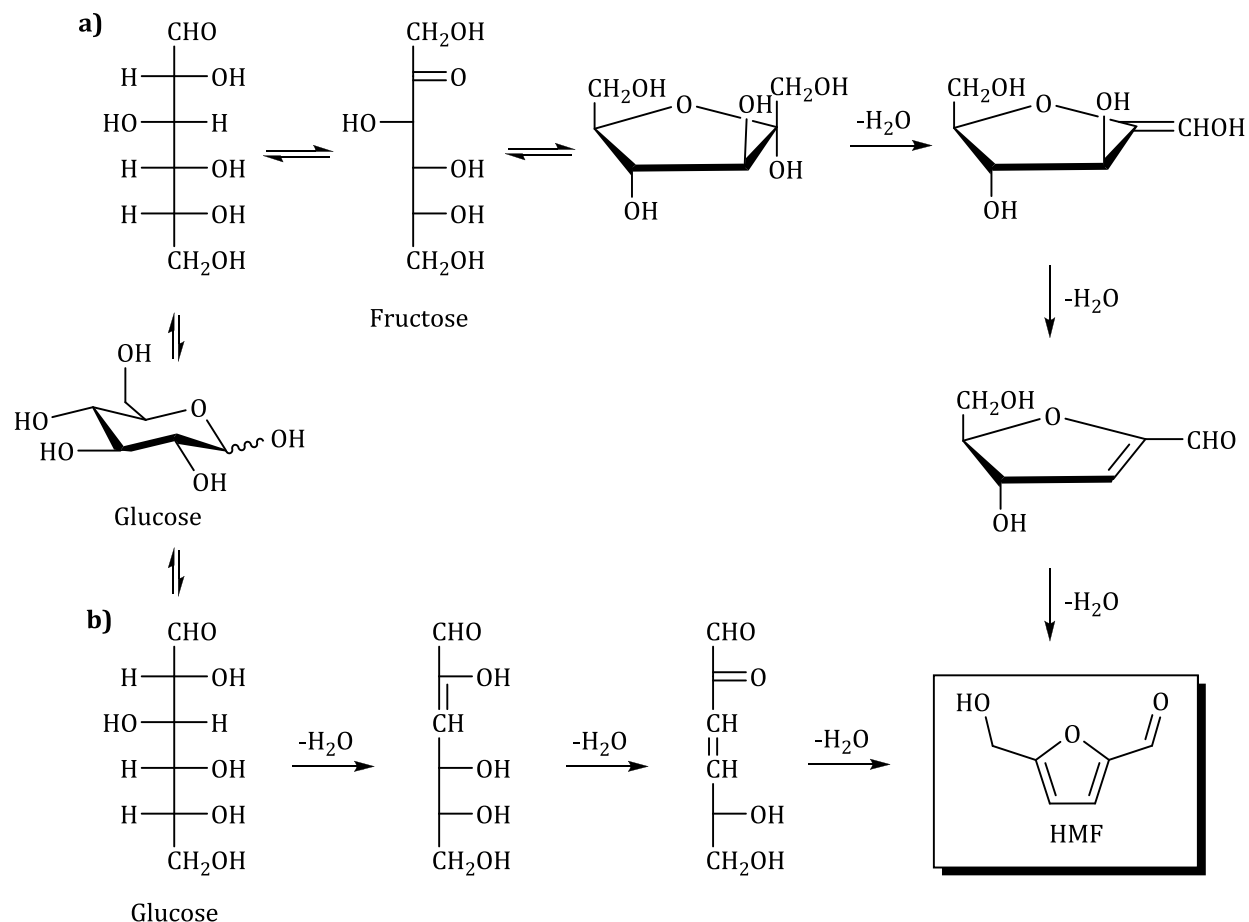 a)
CHO
H OH
HO H
H OH
H OH
CH₂OH
CH₂OH
O
HO
OH
OH
CH₂OH
Fructose
CH₂OH O OH CH₂OH
OH
OH
-H₂O
CH₂OH O OH
CHOH
OH
-H₂O
OH
HO O
HO OH
OH
Glucose
CH₂OH O
CHO
OH
-H₂O
b)
CHO
H OH
HO H
H OH
H OH
CH₂OH
Glucose
-H₂O
CHO
OH
CH
OH
OH
CH₂OH
-H₂O
CHO
O
CH
CH
OH
CH₂OH
-H₂O
HO O O
HMF